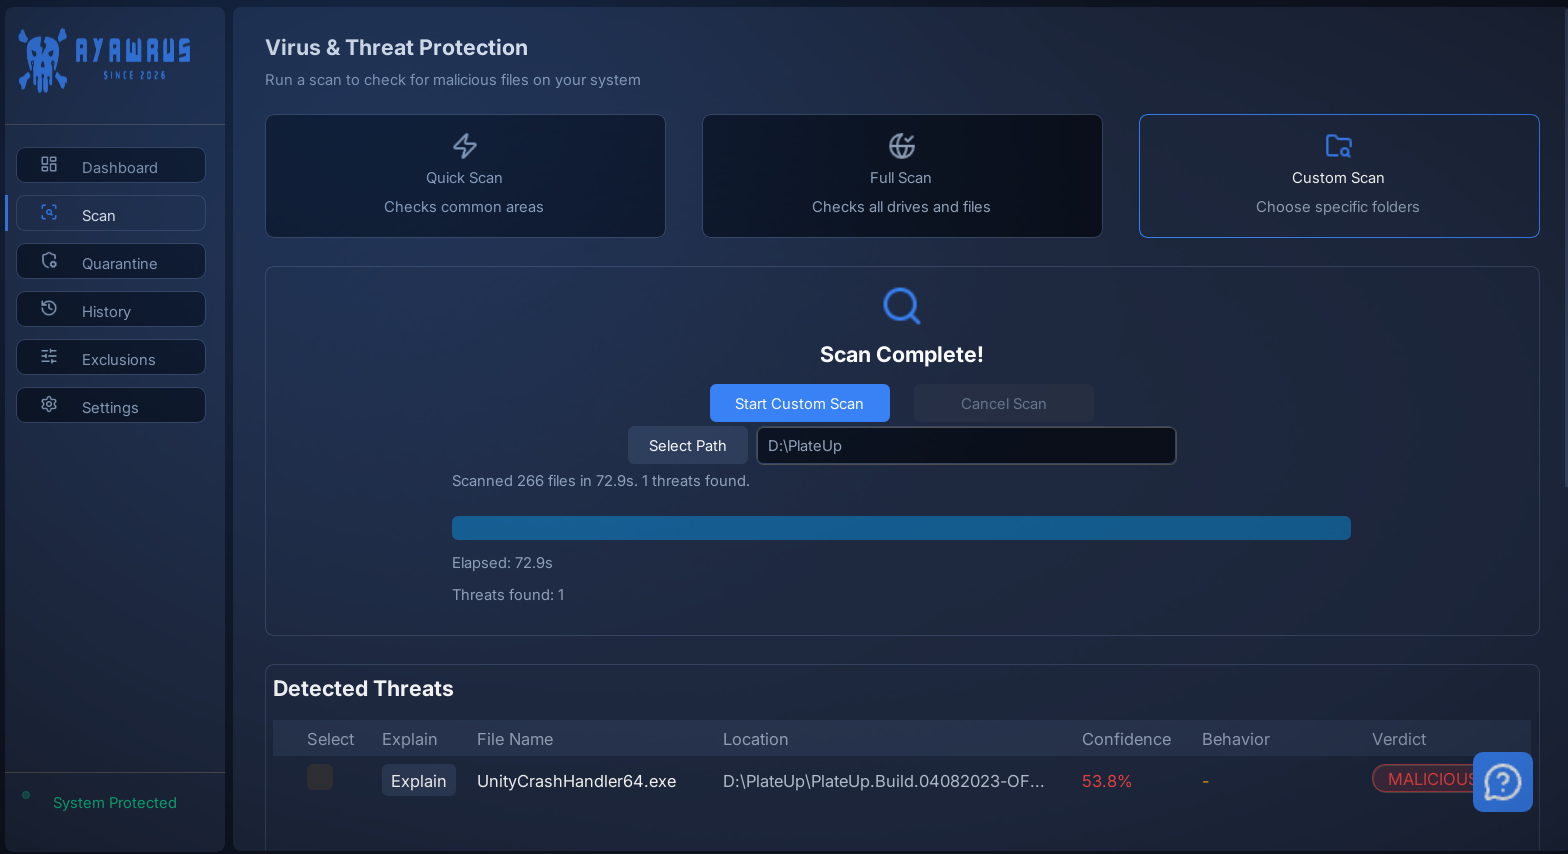 AYAWRUS
SINCE 2026
Dashboard
Scan
Quarantine
History
Exclusions
Settings
System Protected
Virus & Threat Protection
Run a scan to check for malicious files on your system
Quick Scan
Checks common areas
Full Scan
Checks all drives and files
Custom Scan
Choose specific folders
Scan Complete!
Start Custom Scan
Cancel Scan
Select Path
D:\PlateUp
Scanned 266 files in 72.9s. 1 threats found.
Elapsed: 72.9s
Threats found: 1
Detected Threats
Select Explain File Name Location Confidence Behavior Verdict
Explain UnityCrashHandler64.exe D:\PlateUp\PlateUp.Build.04082023-OF... 53.8% - MALICIOUS